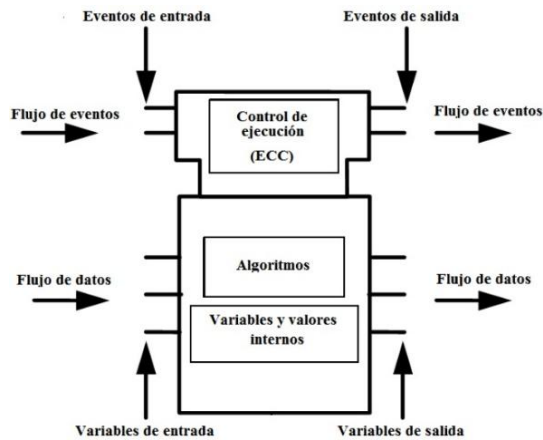 Eventos de entrada
Eventos de salida
Flujo de eventos
Control de
ejecución
(ECC)
Flujo de eventos
Flujo de datos
Algoritmos
Flujo de datos
Variables y valores
internos
Variables de entrada
Variables de salida